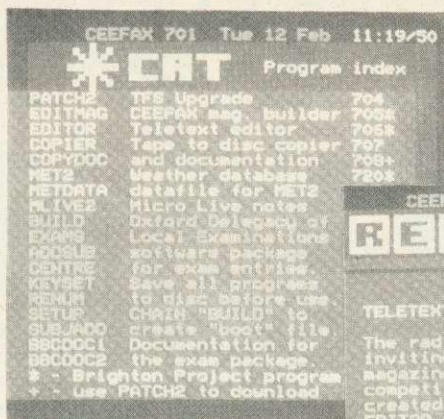 CEEFAX 701 Tue 12 Feb 11:19/50
*CAT Program index
PATCH2 TFS Upgrade 704
EDITMAG CEEFAX mag. builder 705*
EDITOR Teletext editor 706*
COPIER Tape to disc copier 707
COPYDOC and documentation 708+
MET2 Weather database 720*
METDATA datafile for MET2
MLIVE2 Micro Live notes
BUILD Oxford Delegacy of
EXAMS Local Examinations
ADDSUB software package
CENTRE for exam entries.
KEYSET Save all programs
RENUM to disc before use.
SETUP CHAIN "BUILD" to
SUBJADD create "boot" file
BBCDOC1 Documentation for
BBCDOC2 the exam package
* - Brighton Project program
+ - use PATCH2 to download
CEEF
RE
TELETEX
The rad
inviting
magazin
competi
created